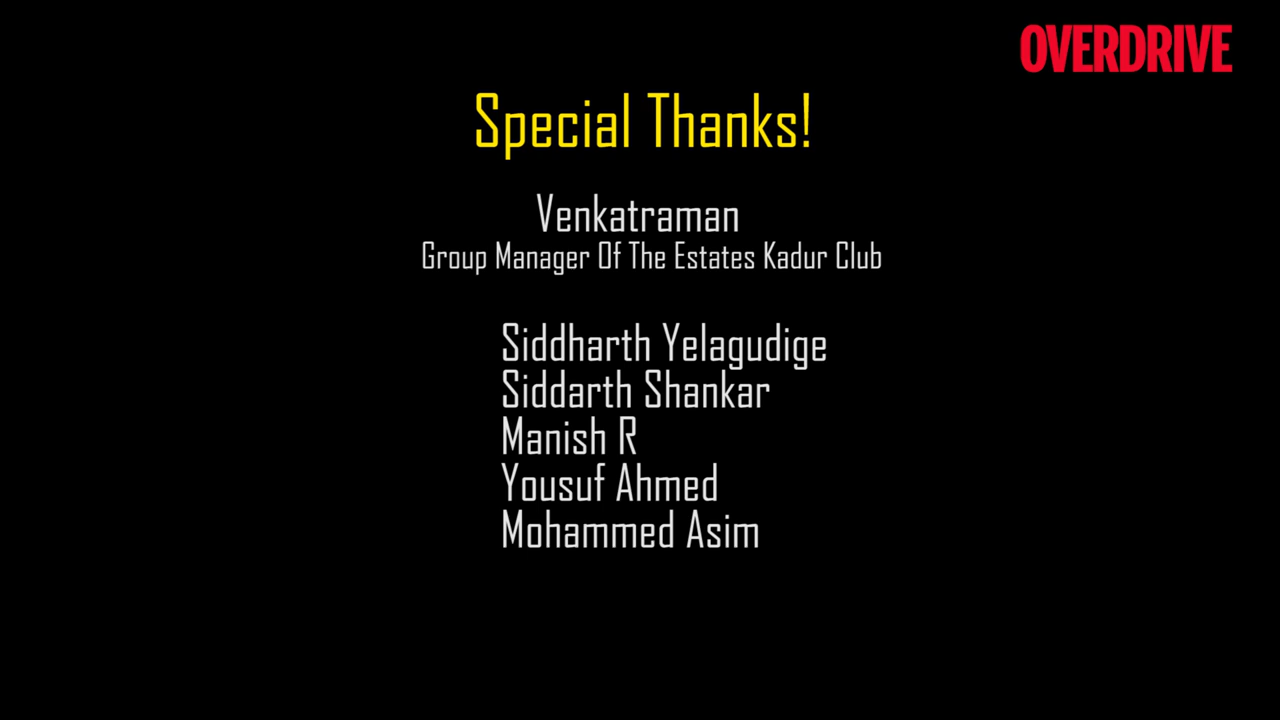 OVERDRIVE
Special Thanks!
Venkatraman
Group Manager Of The Estates Kadur Club
Siddharth Yelagudige
Siddarth Shankar
Manish R
Yousuf Ahmed
Mohammed Asim